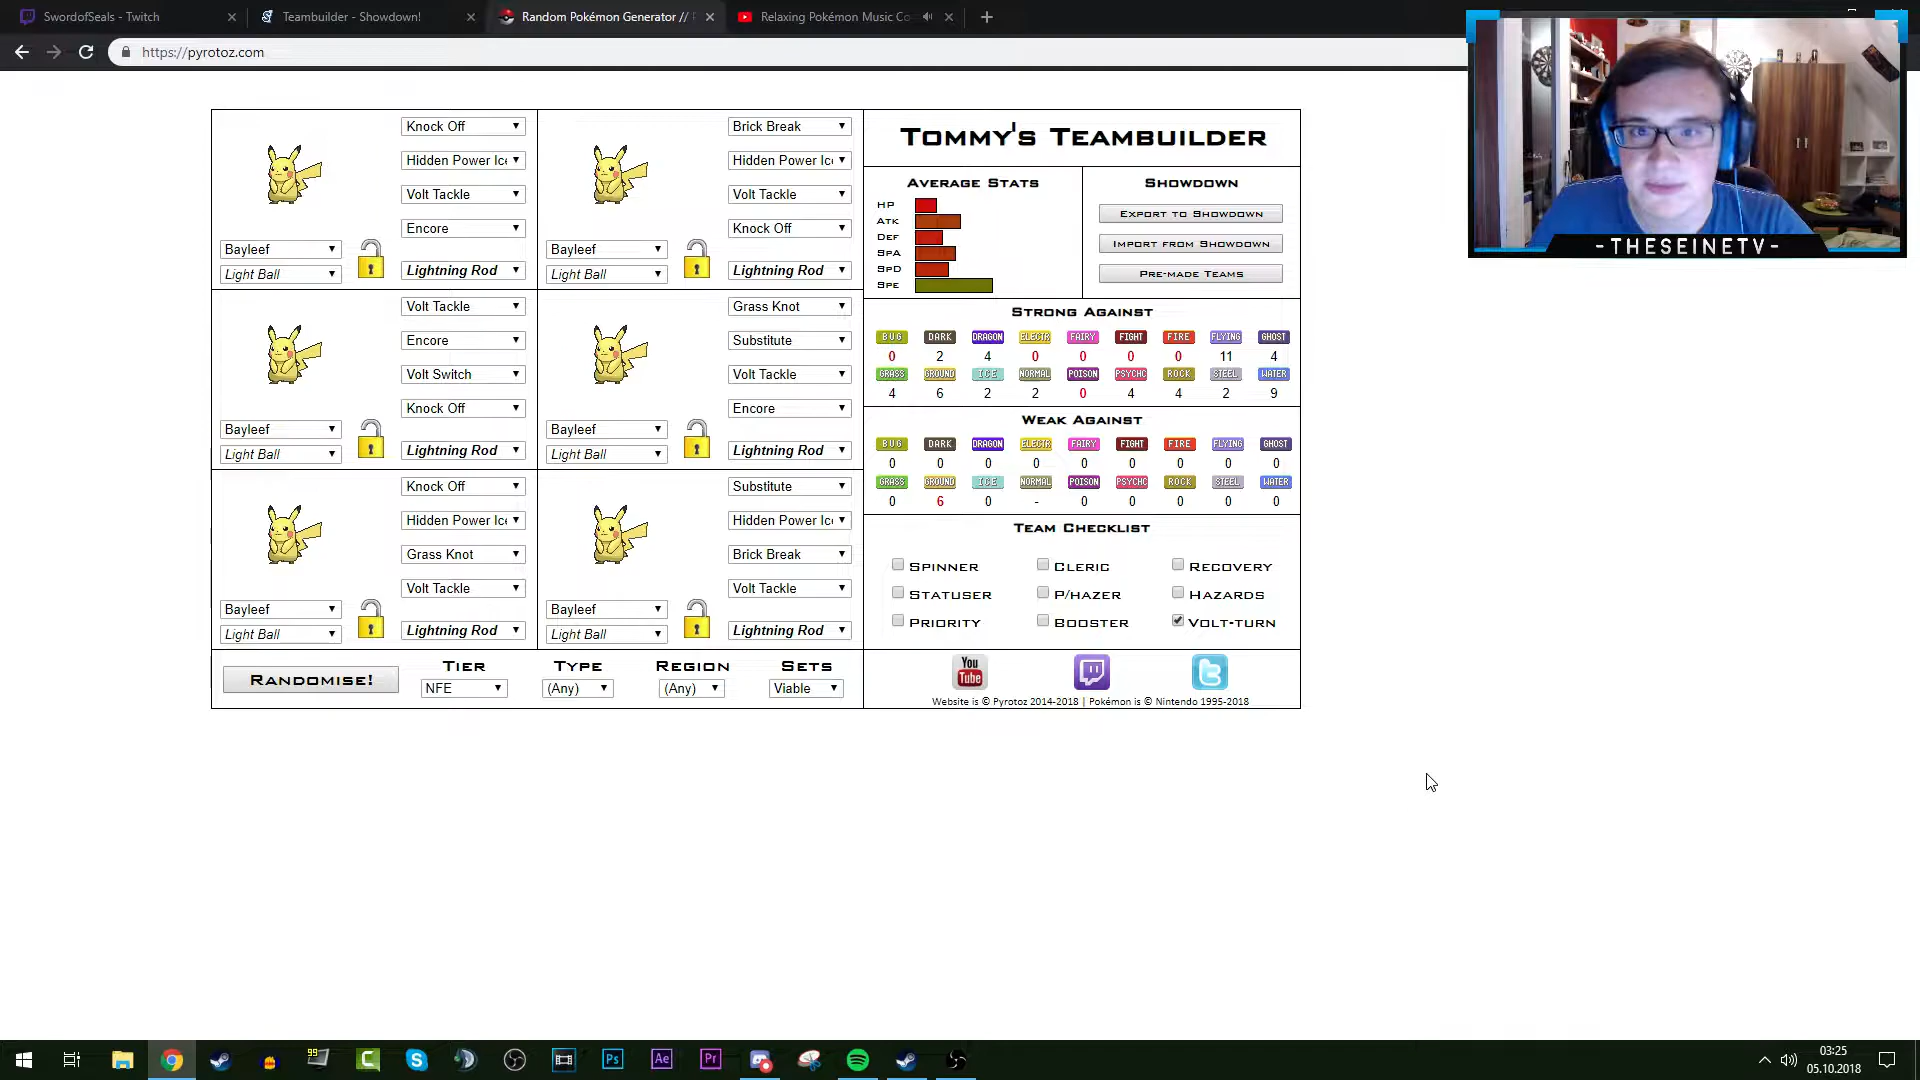 SwordofSeals - Twitch
Teambuilder - Showdown!
Random Pokémon Generator //
Relaxing Pokémon Music Co
https://pyrotoz.com
Knock Off
Hidden Power Ice
Volt Tackle
Encore
Bayleef
Light Ball
Lightning Rod
Brick Break
Hidden Power Ice
Volt Tackle
Knock Off
Bayleef
Light Ball
Lightning Rod
Volt Tackle
Encore
Volt Switch
Knock Off
Bayleef
Light Ball
Lightning Rod
Grass Knot
Substitute
Volt Tackle
Encore
Bayleef
Light Ball
Lightning Rod
Knock Off
Hidden Power Ice
Grass Knot
Volt Tackle
Bayleef
Light Ball
Lightning Rod
Substitute
Hidden Power Ice
Brick Break
Volt Tackle
Bayleef
Light Ball
Lightning Rod
Randomise!
Tier
NFE
Type
(Any)
Region
(Any)
Sets
Viable
Tommy's Teambuilder
Average Stats
HP
Atk
Def
SpA
SpD
Spe
Showdown
Export to Showdown
Import from Showdown
Pre-made Teams
Strong Against
BUG DARK DRAGON ELECTR FAIRY FIGHT FIRE FLYING GHOST
0 2 4 0 0 0 0 11 4
GRASS GROUND ICE NORMAL POISON PSYCHC ROCK STEEL WATER
4 6 2 2 0 4 4 2 9
Weak Against
BUG DARK DRAGON ELECTR FAIRY FIGHT FIRE FLYING GHOST
0 0 0 0 0 0 0 0 0
GRASS GROUND ICE NORMAL POISON PSYCHC ROCK STEEL WATER
0 6 0 - 0 0 0 0 0
Team Checklist
Spinner Cleric Recovery
Statuser P/hazer Hazards
Priority Booster Volt-turn
You
Tube
Website is © Pyrotoz 2014-2018 | Pokémon is © Nintendo 1995-2018
-THESEINETV-
99
03:25
05.10.2018